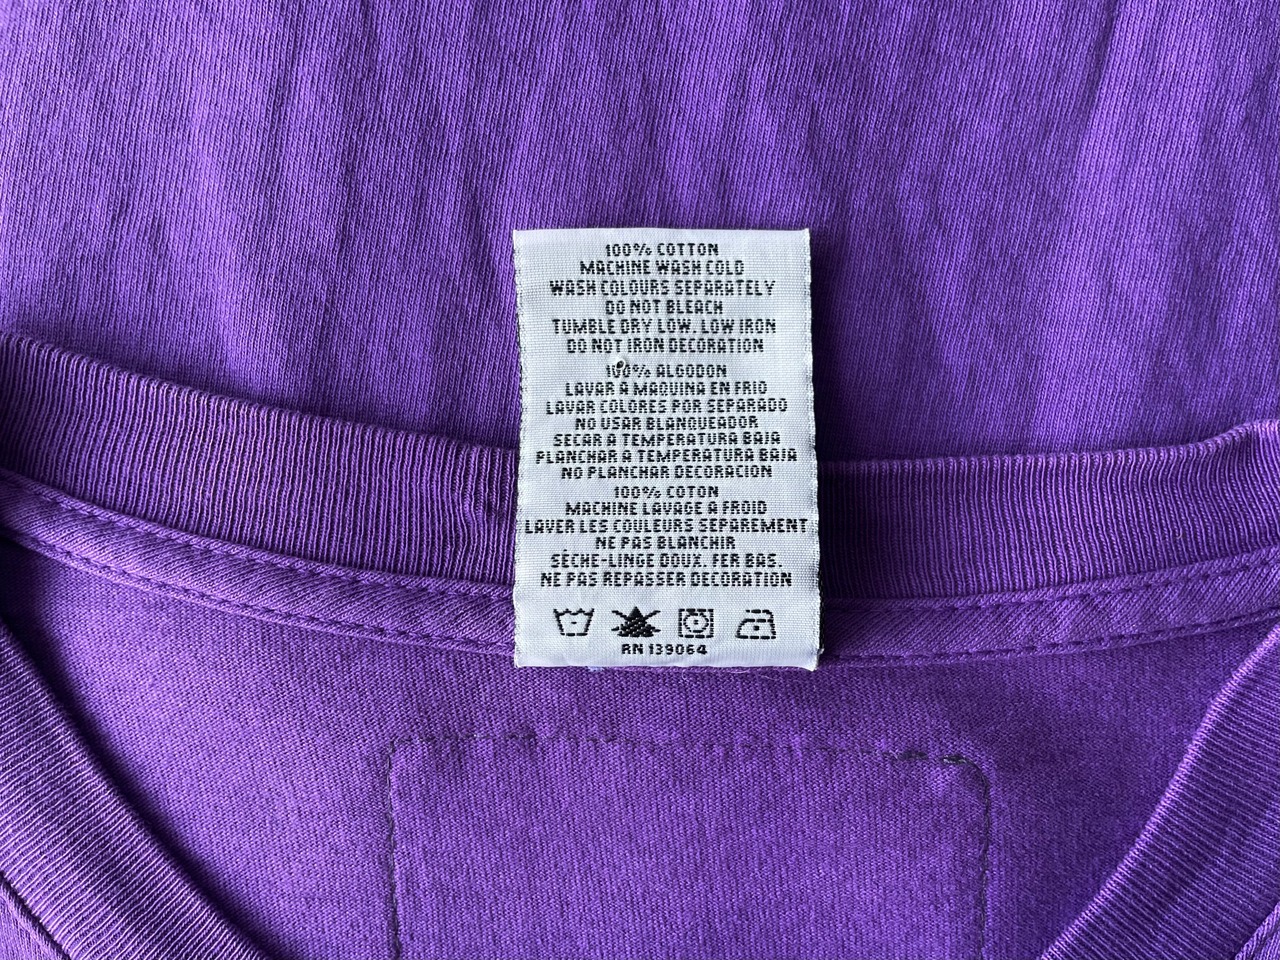 100% COTTON
MACHINE WASH COLD
WASH COLOURS SEPARATELY
DO NOT BLEACH
TUMBLE DRY LOW. LOW IRON
DO NOT IRON DECORATION
100% ALGODON
LAVAR A MAQUINA EN FRIO
LAVAR COLORES POR SEPARADO
NO USAR BLANQUEADOR
SECAR A TEMPERATURA BAJA
PLANCHAR A TEMPERATURA BAJA
NO PLANCHAR DECORACION
100% COTON
MACHINE LAVAGE A FROID
LAVER LES COULEURS SEPAREMENT
NE PAS BLANCHIR
SÈCHE-LINGE DOUX. FER BAS.
NE PAS REPASSER DECORATION
RN 139064